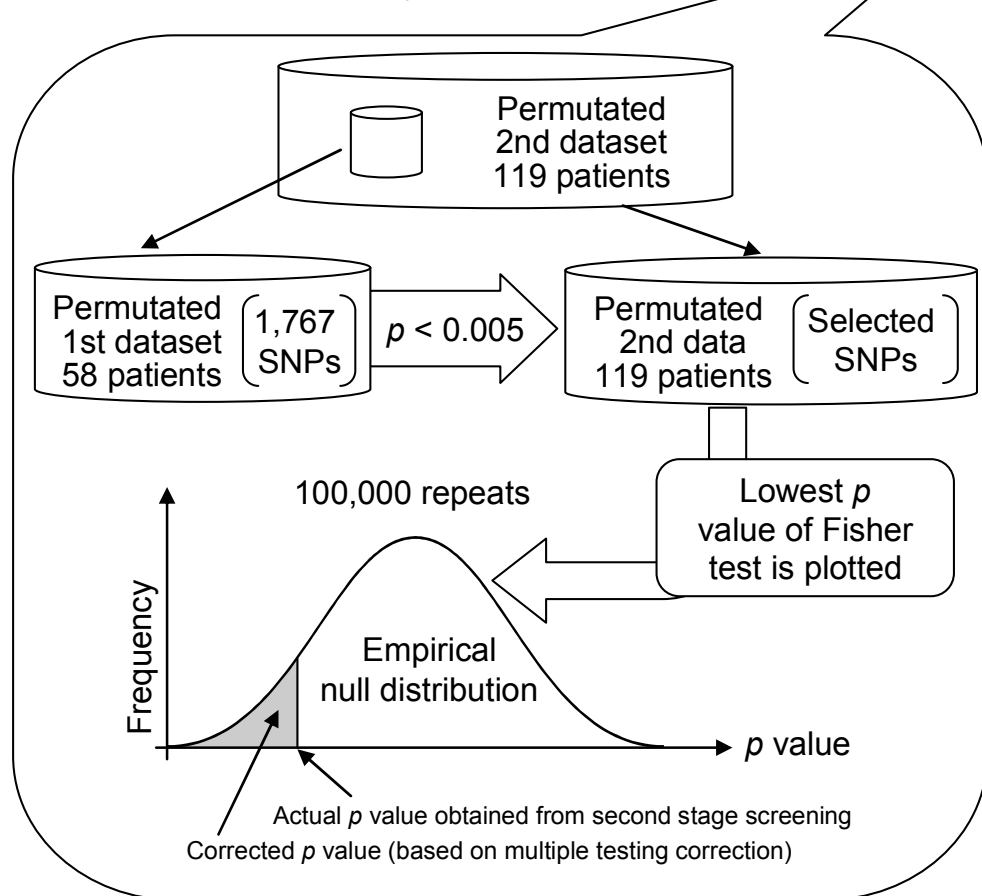 Permutated
2nd dataset
119 patients
Permutated
1st dataset
58 patients
1,767
SNPs
p < 0.005
Permutated
2nd data
119 patients
Selected
SNPs
100,000 repeats
Lowest p
value of Fisher
test is plotted
Frequency
Empirical
null distribution
p value
Actual p value obtained from second stage screening
Corrected p value (based on multiple testing correction)